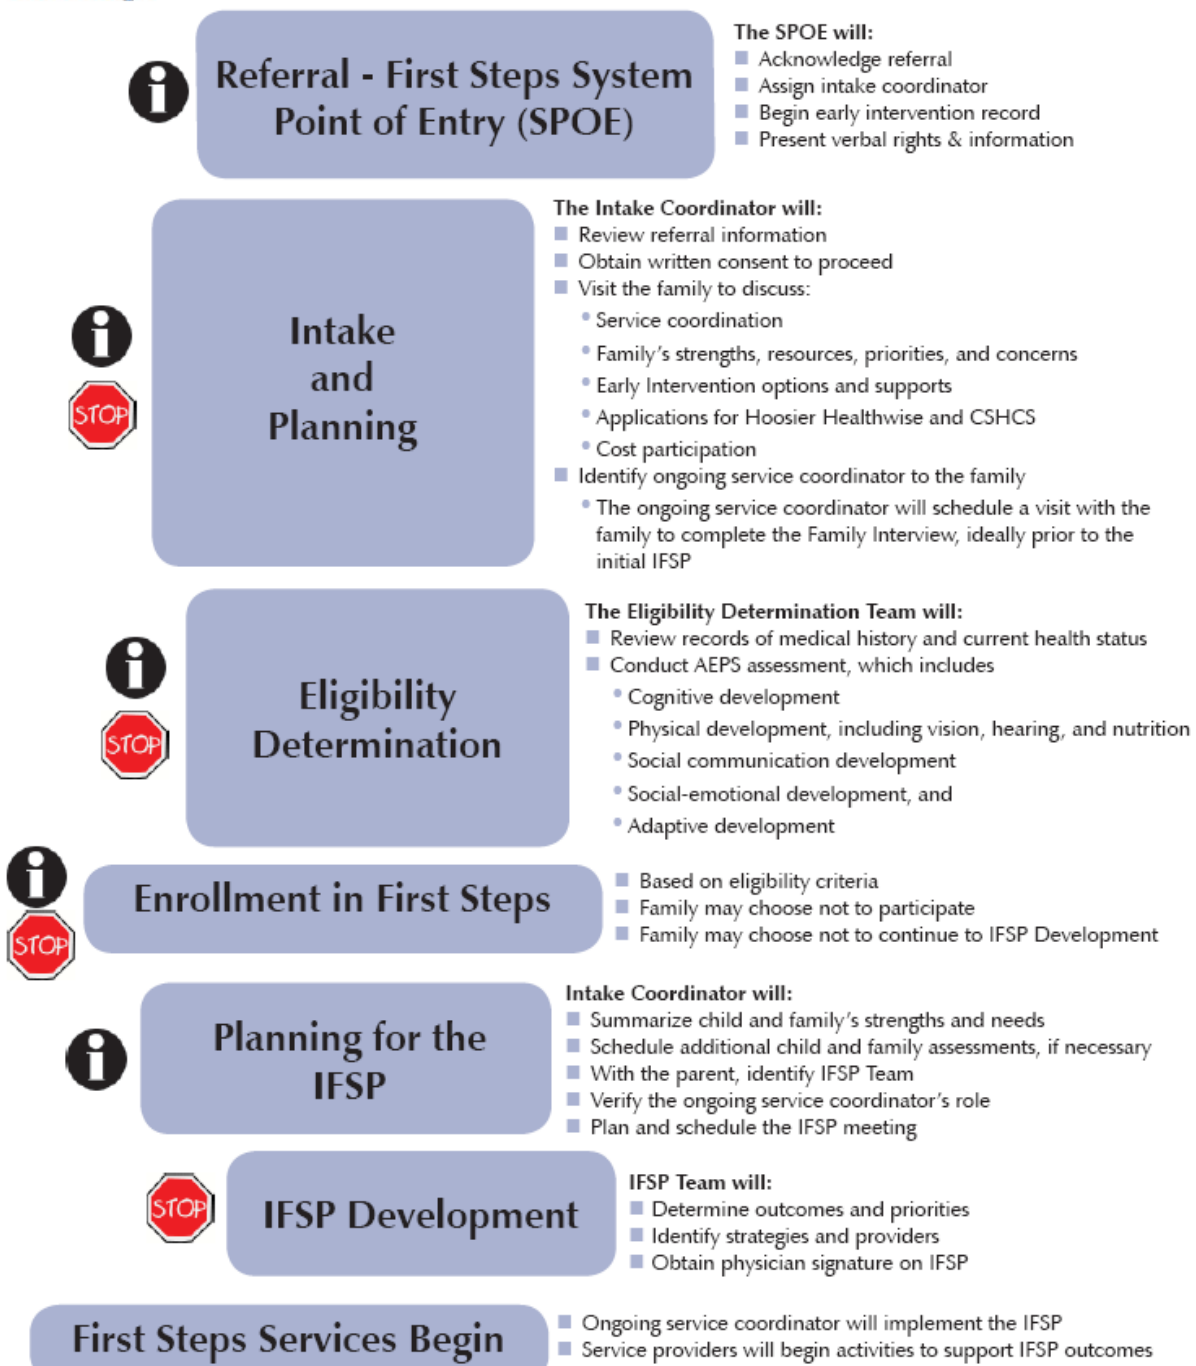 Referral - First Steps System
Point of Entry (SPOE)
The SPOE will:
Acknowledge referral
Assign intake coordinator
Begin early intervention record
Present verbal rights & information
Intake
and
Planning
STOP
The Intake Coordinator will:
Review referral information
Obtain written consent to proceed
Visit the family to discuss:
Service coordination
Family's strengths, resources, priorities, and concerns
Early Intervention options and supports
Applications for Hoosier Healthwise and CSHCS
Cost participation
Identify ongoing service coordinator to the family
The ongoing service coordinator will schedule a visit with the
family to complete the Family Interview, ideally prior to the
initial IFSP
Eligibility
Determination
STOP
The Eligibility Determination Team will:
Review records of medical history and current health status
Conduct AEPS assessment, which includes
Cognitive development
Physical development, including vision, hearing, and nutrition
Social communication development
Social-emotional development, and
Adaptive development
Enrollment in First Steps
STOP
Based on eligibility criteria
Family may choose not to participate
Family may choose not to continue to IFSP Development
Planning for the
IFSP
Intake Coordinator will:
Summarize child and family's strengths and needs
Schedule additional child and family assessments, if necessary
With the parent, identify IFSP Team
Verify the ongoing service coordinator's role
Plan and schedule the IFSP meeting
STOP
IFSP Development
IFSP Team will:
Determine outcomes and priorities
Identify strategies and providers
Obtain physician signature on IFSP
First Steps Services Begin
Ongoing service coordinator will implement the IFSP
Service providers will begin activities to support IFSP outcomes